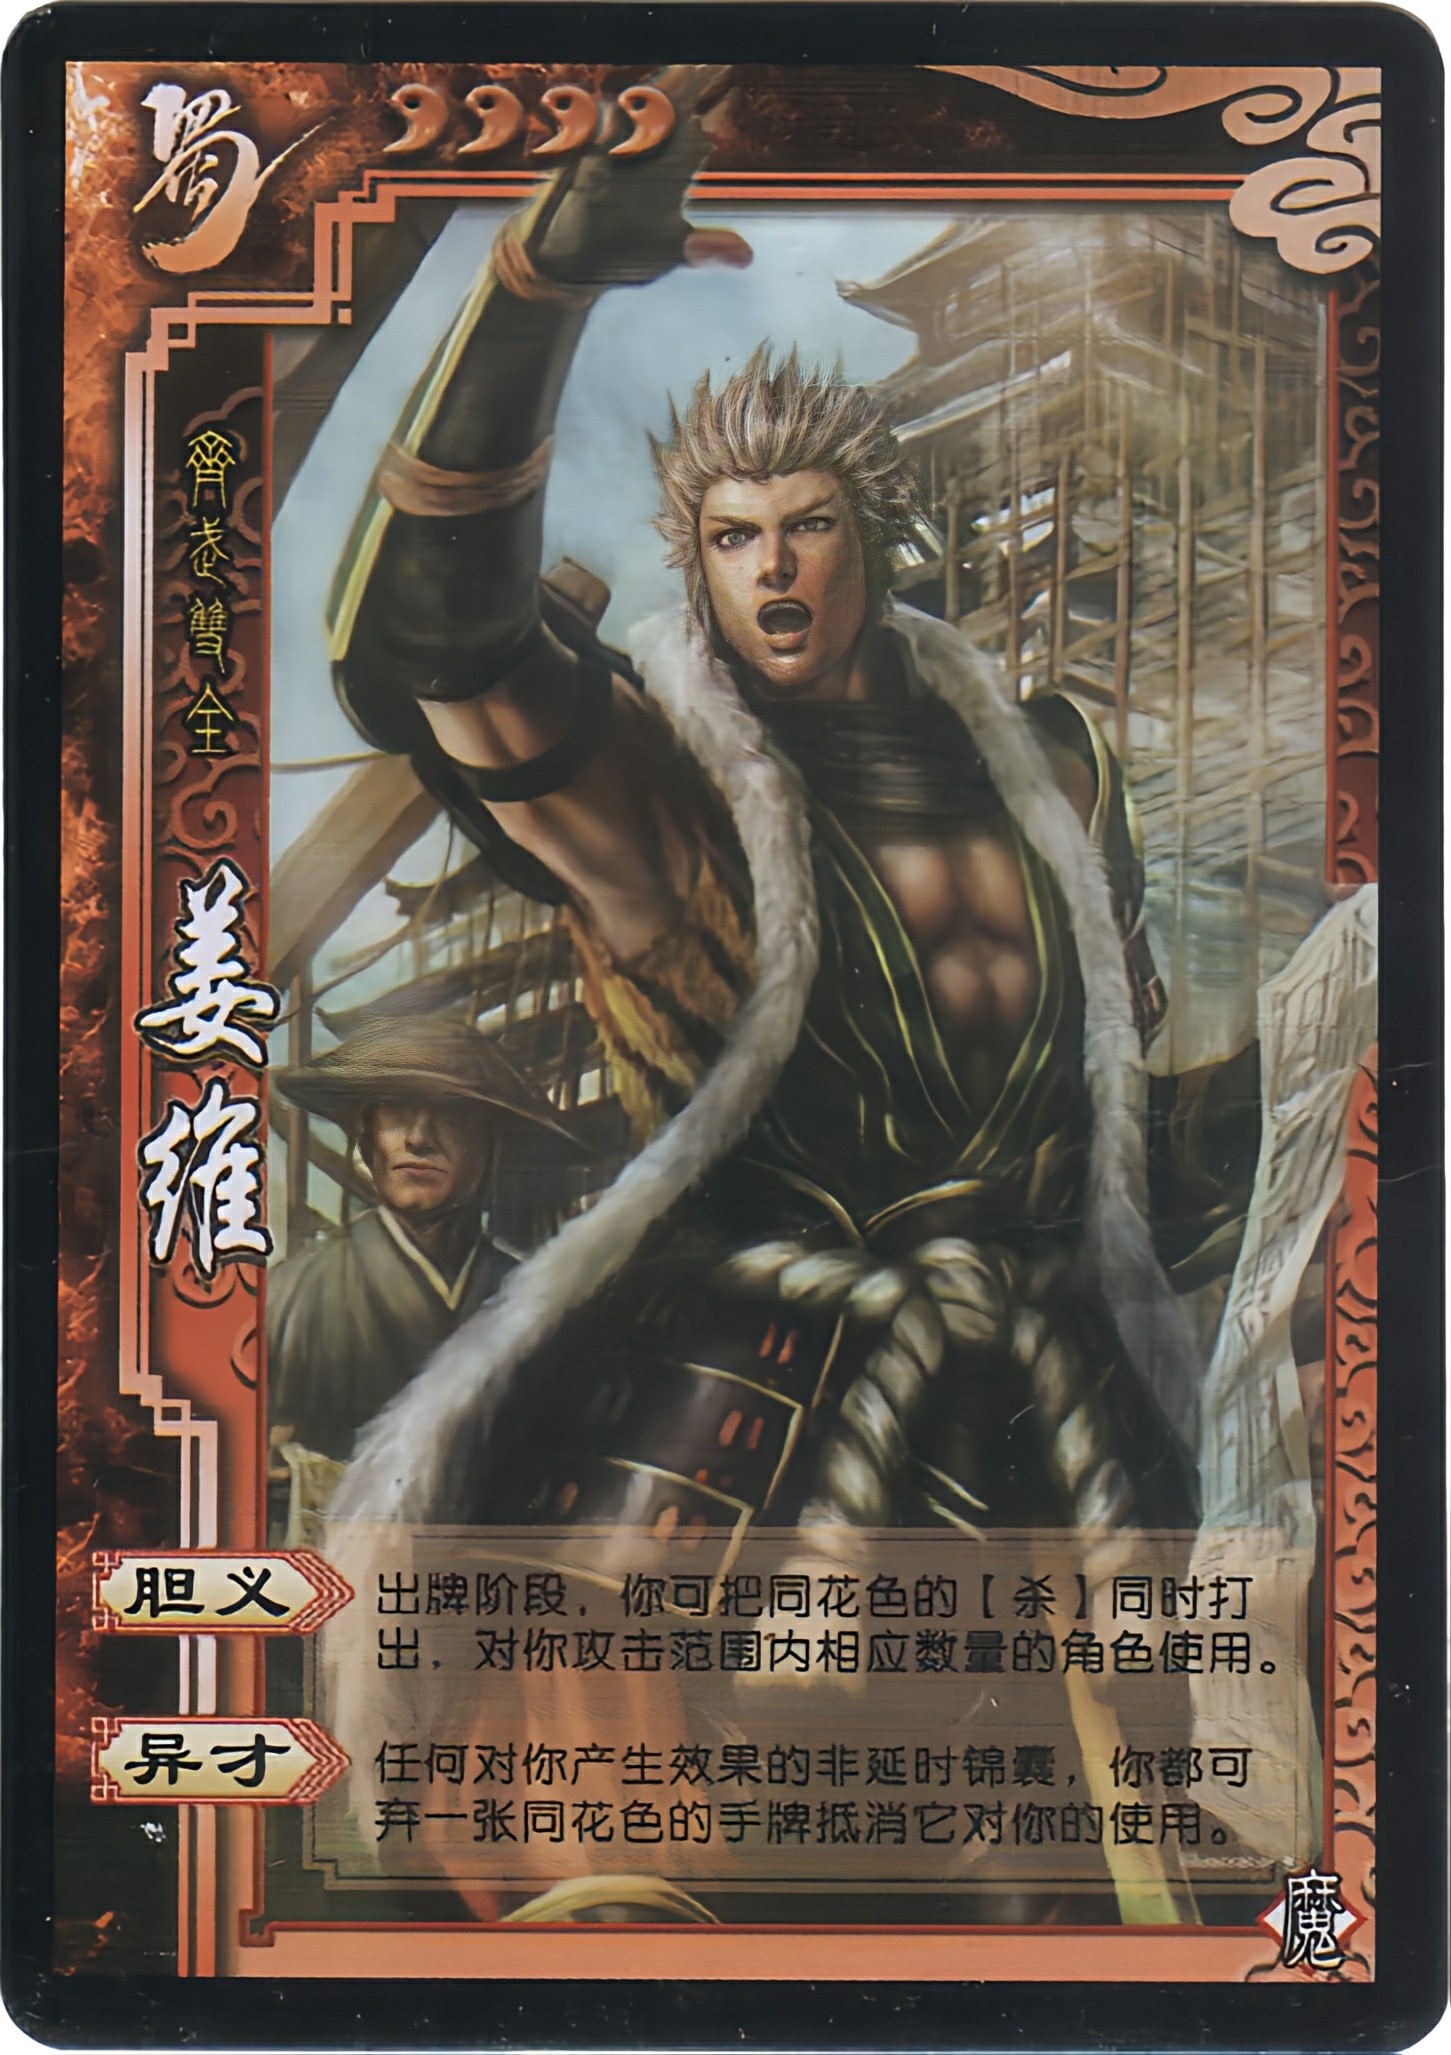 蜀
齊武雙全
姜维
胆义
出牌阶段，你可把同花色的【杀】同时打
出，对你攻击范围内相应数量的角色使用。
异才
任何对你产生效果的非延时锦囊，你都可
弃一张同花色的手牌抵消它对你的使用。
魔